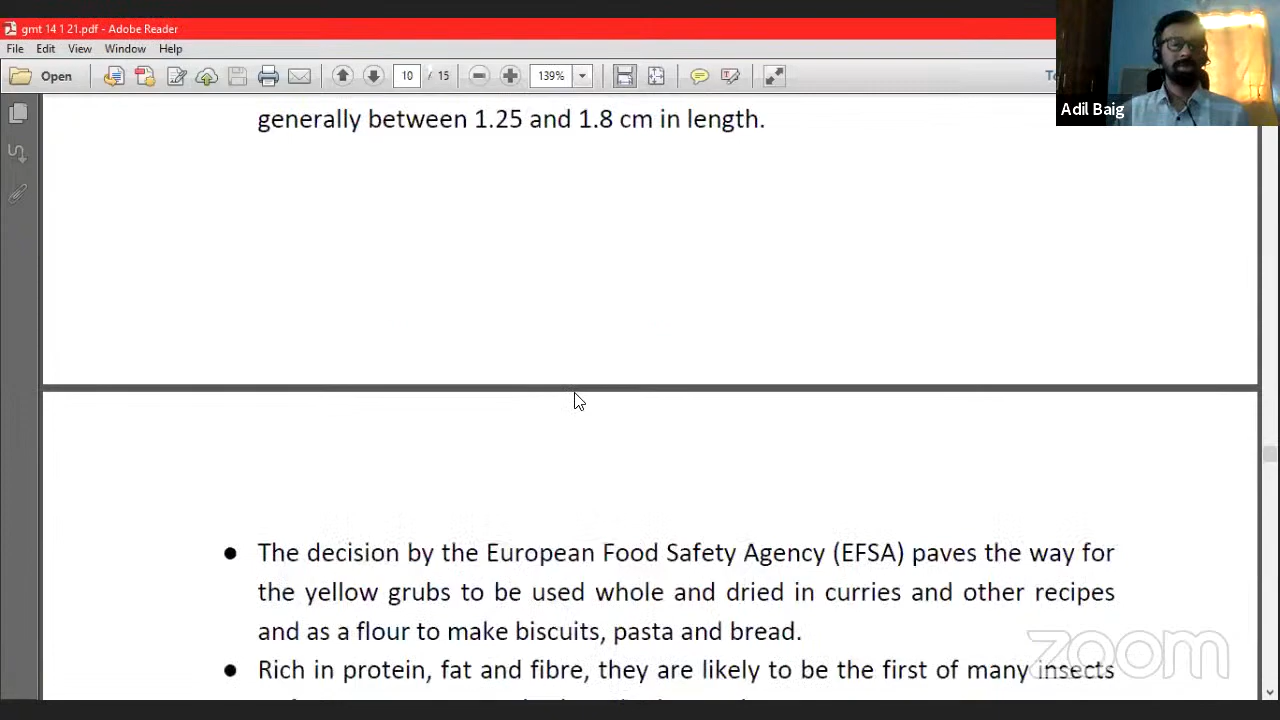 gmt 14 1 21.pdf - Adobe Reader
File Edit View Window Help
Open 10 / 15 139%
Adil Baig
generally between 1.25 and 1.8 cm in length.
● The decision by the European Food Safety Agency (EFSA) paves the way for
the yellow grubs to be used whole and dried in curries and other recipes
and as a flour to make biscuits, pasta and bread.
● Rich in protein, fat and fibre, they are likely to be the first of many insects
zoom